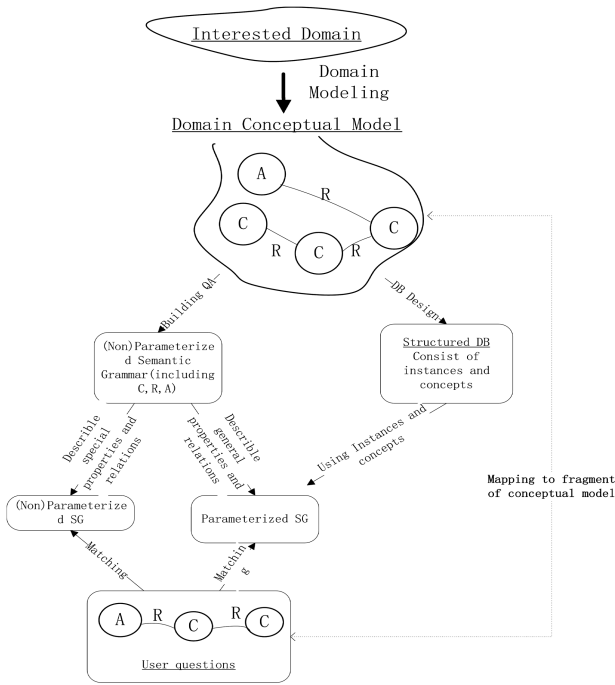 Interested Domain
Domain
Modeling
Domain Conceptual Model
A
R
C
C
R
C
R
Building QA
DB Design
(Non)Parameterize
d Semantic
Grammar(including
C,R,A)
Structured DB
Consist of
instances and
concepts
Describle
special
properties and
relations
Describle
general
properties and
relations
Using Instances and
concepts
Mapping to fragment
of conceptual model
(Non)Parameterize
d SG
Parameterized SG
Matching
Matchin
g
A
R
C
R
C
User questions